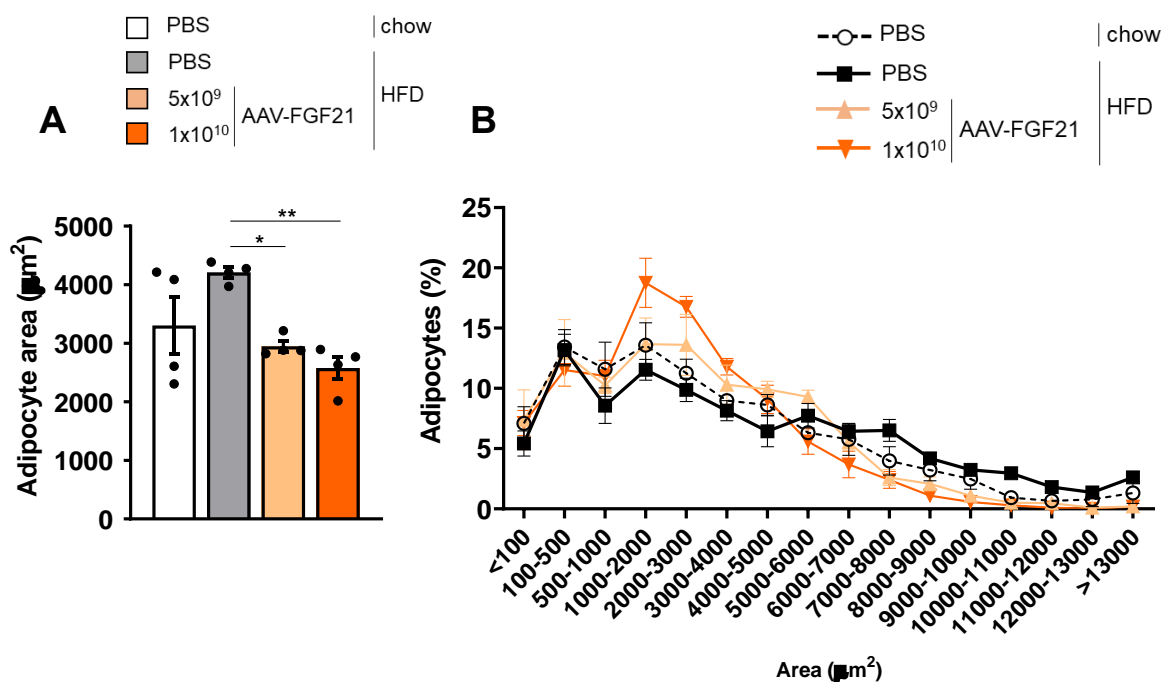 PBS
chow
PBS
HFD
5x10⁹
AAV-FGF21
1x10¹⁰
A
**
*
Adipocyte area (μm²)
5000
4000
3000
2000
1000
0
PBS
chow
PBS
HFD
5x10⁹
AAV-FGF21
1x10¹⁰
B
Adipocytes (%)
25
20
15
10
5
0
<100
100-500
500-1000
1000-2000
2000-3000
3000-4000
4000-5000
5000-6000
6000-7000
7000-8000
8000-9000
9000-10000
10000-11000
11000-12000
12000-13000
>13000
Area (μm²)